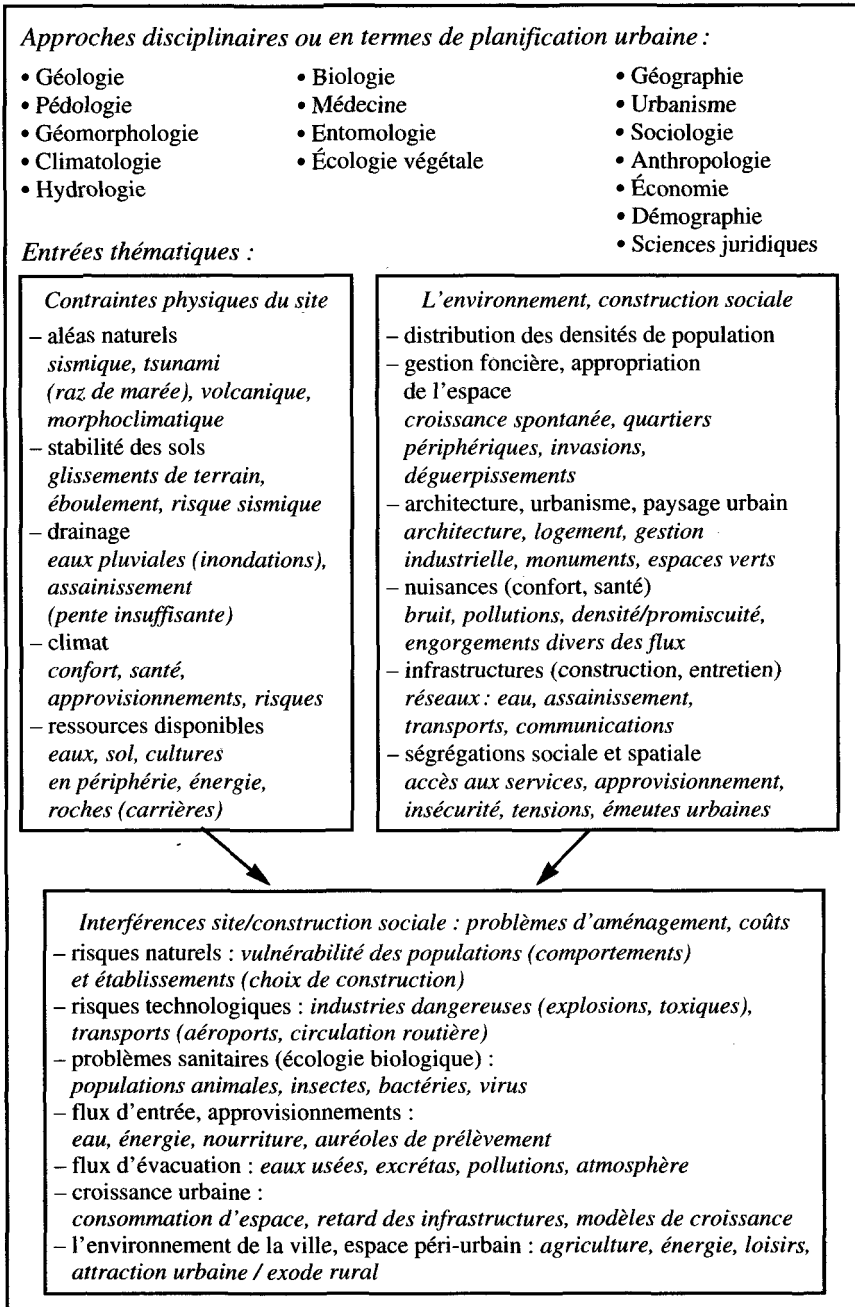 Approches disciplinaires ou en termes de planification urbaine :
• Géologie
• Pédologie
• Géomorphologie
• Climatologie
• Hydrologie
• Biologie
• Médecine
• Entomologie
• Écologie végétale
• Géographie
• Urbanisme
• Sociologie
• Anthropologie
• Économie
• Démographie
• Sciences juridiques
Entrées thématiques :
Contraintes physiques du site
– aléas naturels
sismique, tsunami
(raz de marée), volcanique,
morphoclimatique
– stabilité des sols
glissements de terrain,
éboulement, risque sismique
– drainage
eaux pluviales (inondations),
assainissement
(pente insuffisante)
– climat
confort, santé,
approvisionnements, risques
– ressources disponibles
eaux, sol, cultures
en périphérie, énergie,
roches (carrières)
L'environnement, construction sociale
– distribution des densités de population
– gestion foncière, appropriation
de l'espace
croissance spontanée, quartiers
périphériques, invasions,
déguerpissements
– architecture, urbanisme, paysage urbain
architecture, logement, gestion
industrielle, monuments, espaces verts
– nuisances (confort, santé)
bruit, pollutions, densité/promiscuité,
engorgements divers des flux
– infrastructures (construction, entretien)
réseaux : eau, assainissement,
transports, communications
– ségrégations sociale et spatiale
accès aux services, approvisionnement,
insécurité, tensions, émeutes urbaines
Interférences site/construction sociale : problèmes d'aménagement, coûts
– risques naturels : vulnérabilité des populations (comportements)
et établissements (choix de construction)
– risques technologiques : industries dangereuses (explosions, toxiques),
transports (aéroports, circulation routière)
– problèmes sanitaires (écologie biologique) :
populations animales, insectes, bactéries, virus
– flux d'entrée, approvisionnements :
eau, énergie, nourriture, auréoles de prélèvement
– flux d'évacuation : eaux usées, excrétas, pollutions, atmosphère
– croissance urbaine :
consommation d'espace, retard des infrastructures, modèles de croissance
– l'environnement de la ville, espace péri-urbain : agriculture, énergie, loisirs,
attraction urbaine / exode rural